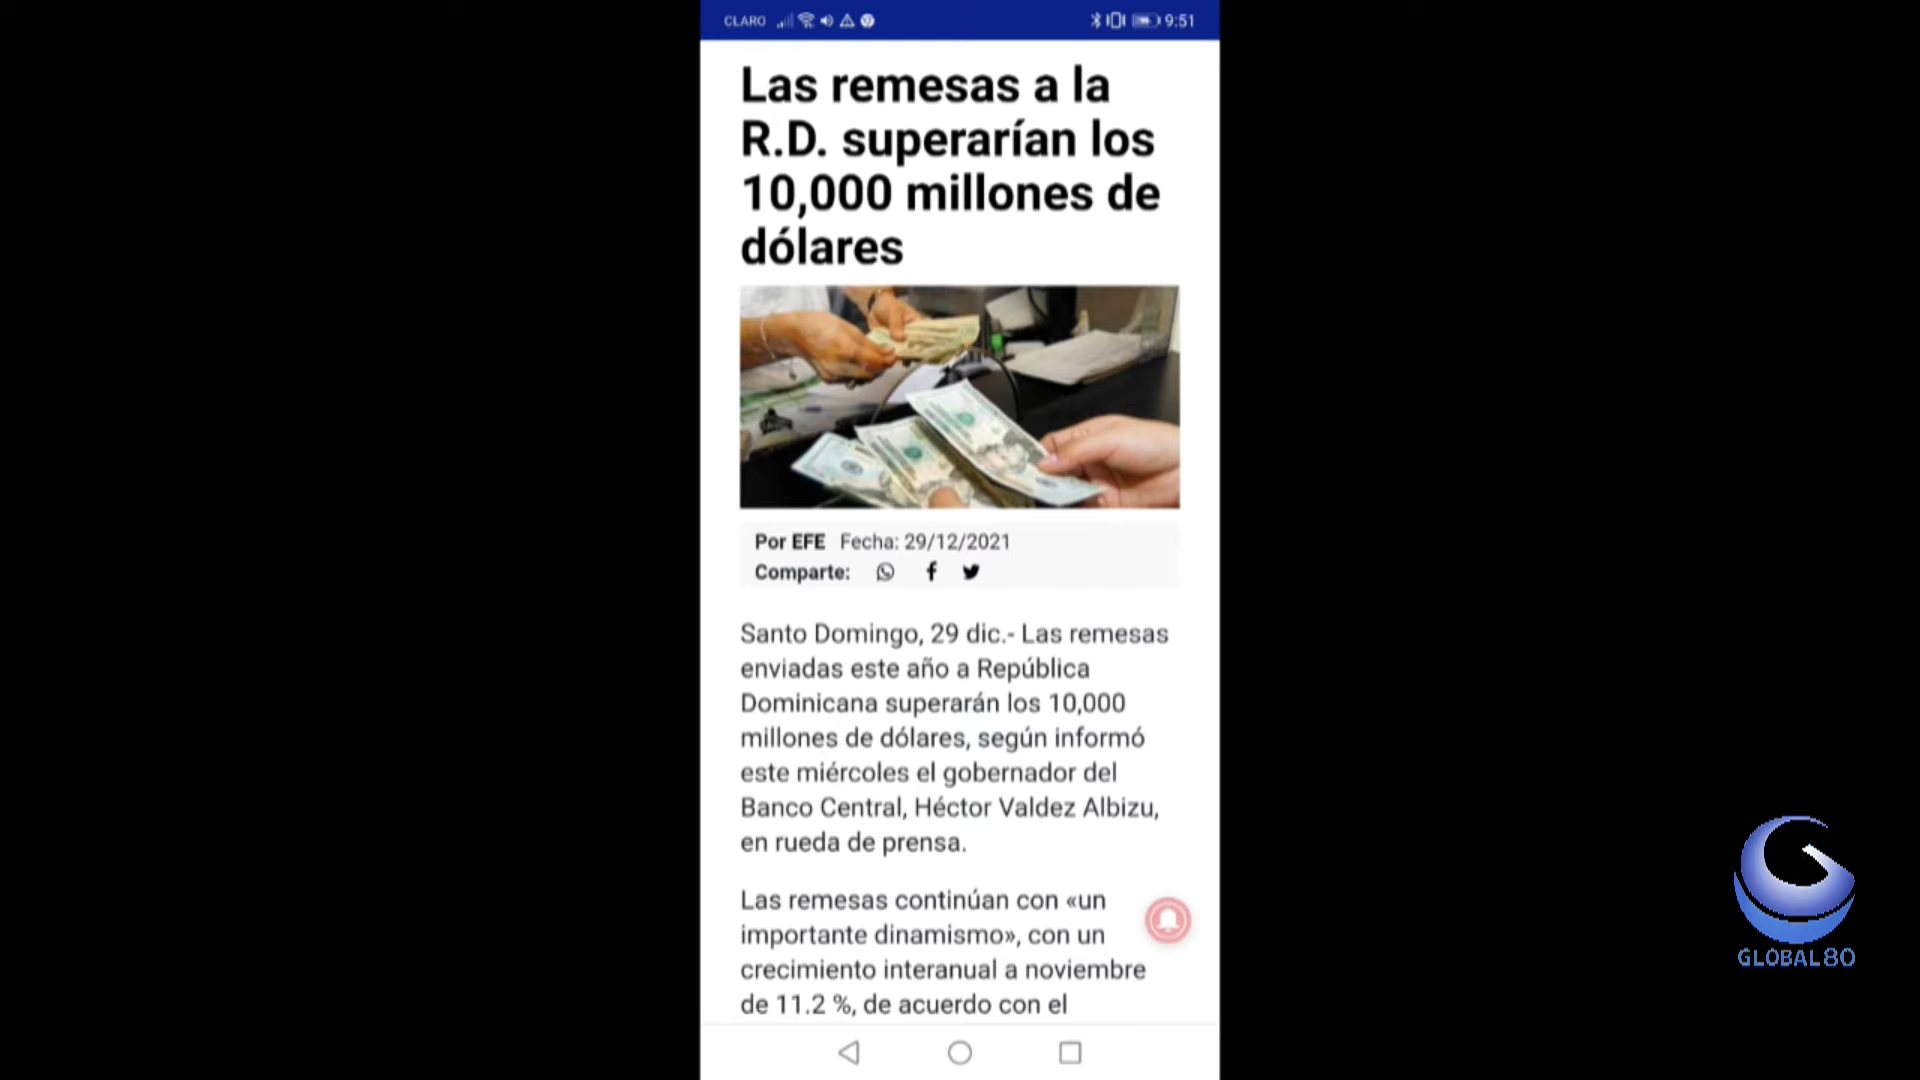 CLARO
9:51
Las remesas a la
R.D. superarían los
10,000 millones de
dólares
Por EFE Fecha: 29/12/2021
Comparte:
Santo Domingo, 29 dic.- Las remesas
enviadas este año a República
Dominicana superarán los 10,000
millones de dólares, según informó
este miércoles el gobernador del
Banco Central, Héctor Valdez Albizu,
en rueda de prensa.
Las remesas continúan con «un
importante dinamismo», con un
crecimiento interanual a noviembre
de 11.2 %, de acuerdo con el
GLOBAL80